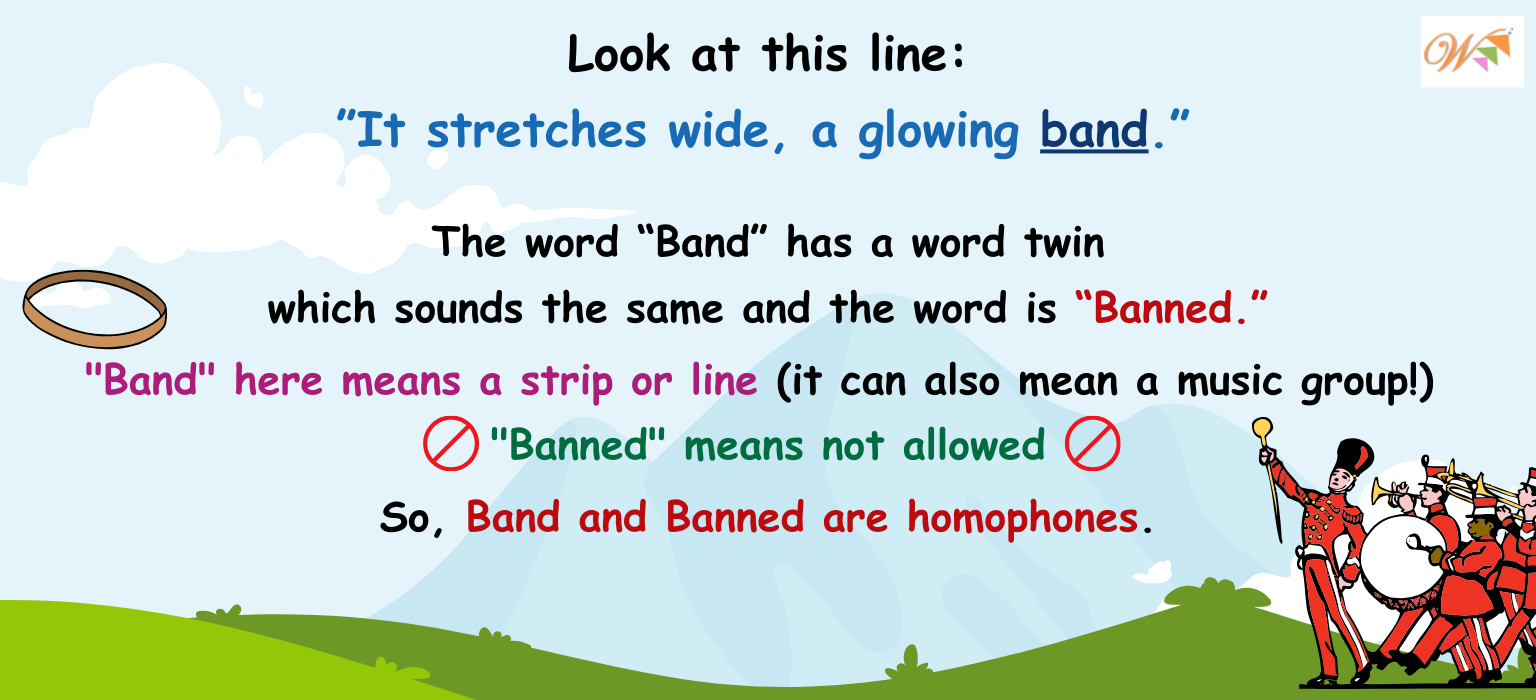 Look at this line:
”It stretches wide, a glowing band.”
The word “Band” has a word twin
which sounds the same and the word is “Banned.”
"Band" here means a strip or line (it can also mean a music group!)
"Banned" means not allowed
So, Band and Banned are homophones.
W